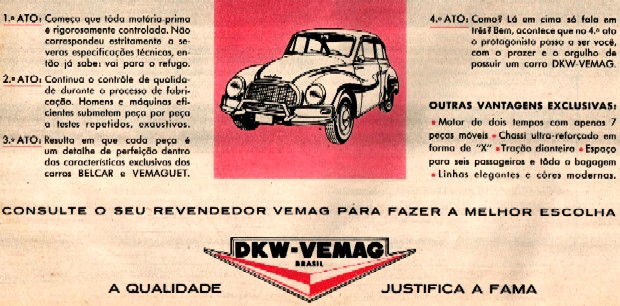 1.º ATO: Começa que tôda matéria-prima
é rigorosamente controlada. Não
correspondeu estritamente a se-
veras especificações técnicas, en-
tão já sabe: vai para o refugo.
2.º ATO: Continua o contrôle de qualida-
de durante o processo de fabri-
cação. Homens e máquinas efi-
cientes submetem peça por peça
a testes repetidos, exaustivos.
3.º ATO: Resulta em que cada peça é
um detalhe de perfeição dentro
das características exclusivas dos
carros BELCAR e VEMAGUET.
4.º ATO: Como? Lá em cima só fala em
três? Bem, acontece que no 4.º ato
o protagonista passa a ser você,
com o prazer e o orgulho de
possuir um carro DKW-VEMAG.
OUTRAS VANTAGENS EXCLUSIVAS:
• Motor de dois tempos com apenas 7
peças móveis • Chassi ultra-reforçado em
forma de "X" • Tração dianteira • Espaço
para seis passageiros e tôda a bagagem
• Linhas elegantes e côres modernas.
CONSULTE O SEU REVENDEDOR VEMAG PARA FAZER A MELHOR ESCOLHA
DKW-VEMAG
BRASIL
A QUALIDADE JUSTIFICA A FAMA